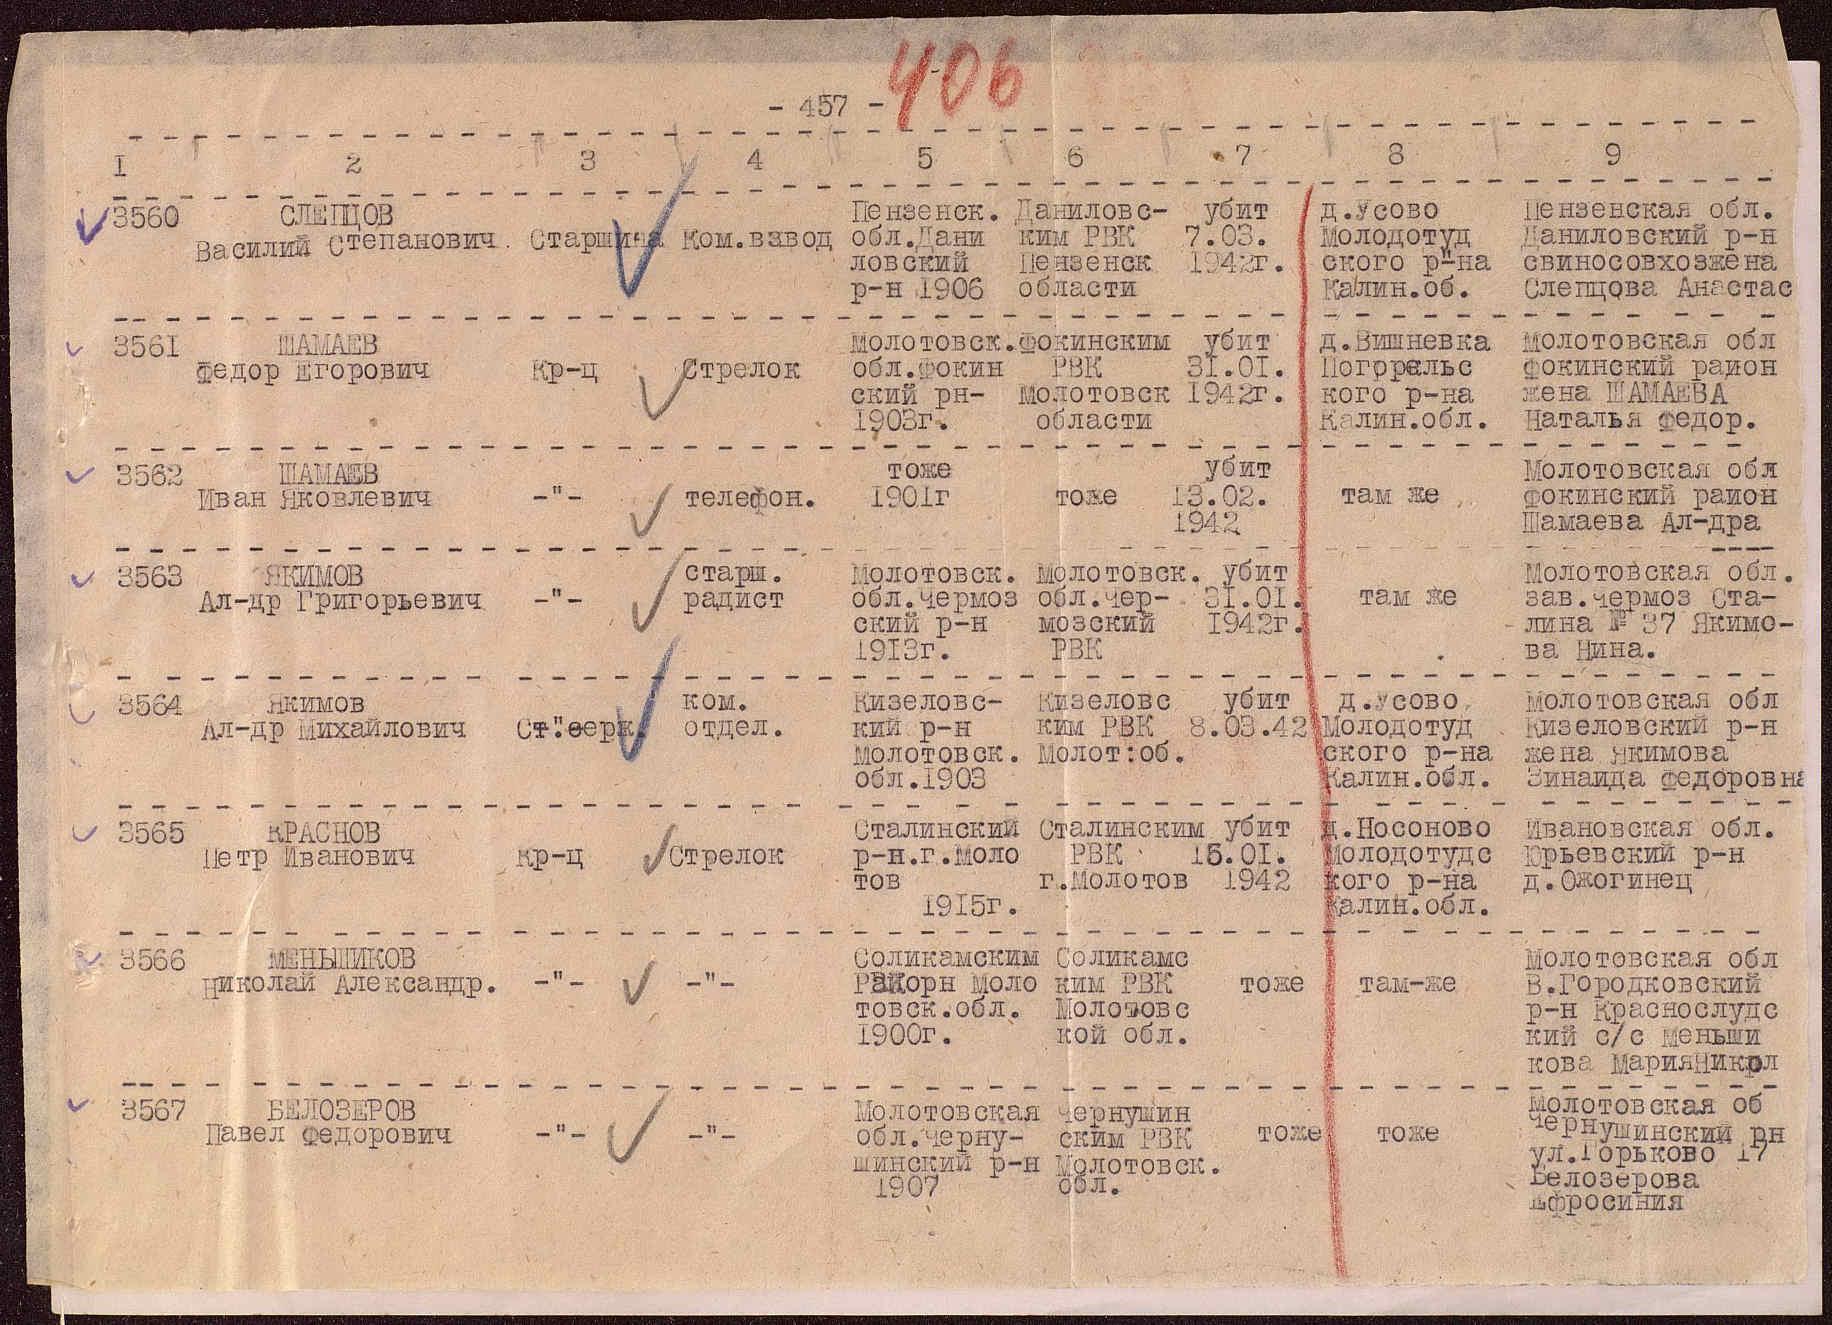 406
- 457 -
I 2 3 4 5 6 7 8 9
3560 СЛЕПЦОВ Пензенск. Даниловс- убит д.Усово Пензенская обл.
Василий Степанович Старшина Ком.взвод обл.Дани ким РВК 7.03. Молодотуд Даниловский р-н
ловский Пензенск 1942г. ского р-на свиносовхозжена
р-н 1906 области Калин.об. Слепцова Анастас
3561 ШАМАЕВ Молотовск. Фокинским убит д.Вишневка Молотовская обл
Федор Егорович Кр-ц Стрелок обл.Фокин РВК 31.01. Погорельс Фокинский раион
ский рн- Молотовск 1942г. кого р-на жена ШАМАЕВА
1903г. области Калин.обл. Наталья Федор.
3562 ШАМАЕВ тоже убит Молотовская обл
Иван Яковлевич -"- телефон. 1901г тоже 13.02. там же Фокинский раион
1942 Шамаева Ал-дра
3563 ЯКИМОВ старш. Молотовск. Молотовск. убит Молотовская обл.
Ал-др Григорьевич -"- радист обл.Чермоз обл.Чер- 31.01. там же зав.Чермоз Ста-
ский р-н мозский 1942г. лина № 37 Якимо-
1913г. РВК ва Нина.
3564 Якимов ком. Кизеловс- Кизеловс убит д.Усово, Молотовская обл
Ал-др Михайлович Ст.серж. отдел. кий р-н ким РВК 8.03.42 Молодотуд Кизеловский р-н
Молотовск. Молот:об. ского р-на жена Якимова
обл.1903 Калин.обл. Зинаида Федоровна
3565 КРАСНОВ Сталинский Сталинским убит д.Носоново Ивановская обл.
Петр Иванович Кр-ц Стрелок р-н.г.Моло РВК 15.01. Молодотудс Юрьевский р-н
тов г.Молотов 1942 кого р-на д.Ожогинец
1915г. Калин.обл.
3566 МЕНЬШИКОВ Соликамским Соликамс Молотовская обл
Николай Александр. -"- -"- Моло ким РВК тоже там-же В.Городковский
товск.обл. Молотовс р-н Краснослудс
1900г. кой обл. кий с/с Меньши
кова МарияНикол
3567 БЕЛОЗЕРОВ Молотовская Чернушин Молотовская об
Павел Федорович -"- -"- обл.Черну- ским РВК тоже тоже Чернушинский рн
шинский р-н Молотовск. ул.Горьково 17
1907 обл. Белозерова
Ефросиния